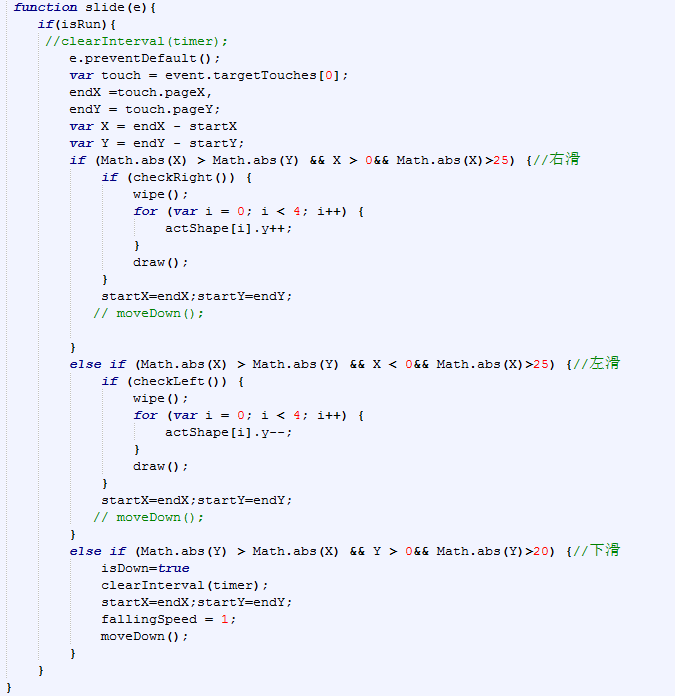 function slide(e){
if(isRun){
//clearInterval(timer);
e.preventDefault();
var touch = event.targetTouches[0];
endX =touch.pageX,
endY = touch.pageY;
var X = endX - startX
var Y = endY - startY;
if (Math.abs(X) > Math.abs(Y) && X > 0&& Math.abs(X)>25) {//右滑
if (checkRight()) {
wipe();
for (var i = 0; i < 4; i++) {
actShape[i].y++;
}
draw();
}
startX=endX;startY=endY;
// moveDown();
}
else if (Math.abs(X) > Math.abs(Y) && X < 0&& Math.abs(X)>25) {//左滑
if (checkLeft()) {
wipe();
for (var i = 0; i < 4; i++) {
actShape[i].y--;
}
draw();
}
startX=endX;startY=endY;
// moveDown();
}
else if (Math.abs(Y) > Math.abs(X) && Y > 0&& Math.abs(Y)>20) {//下滑
isDown=true
clearInterval(timer);
startX=endX;startY=endY;
fallingSpeed = 1;
moveDown();
}
}
}